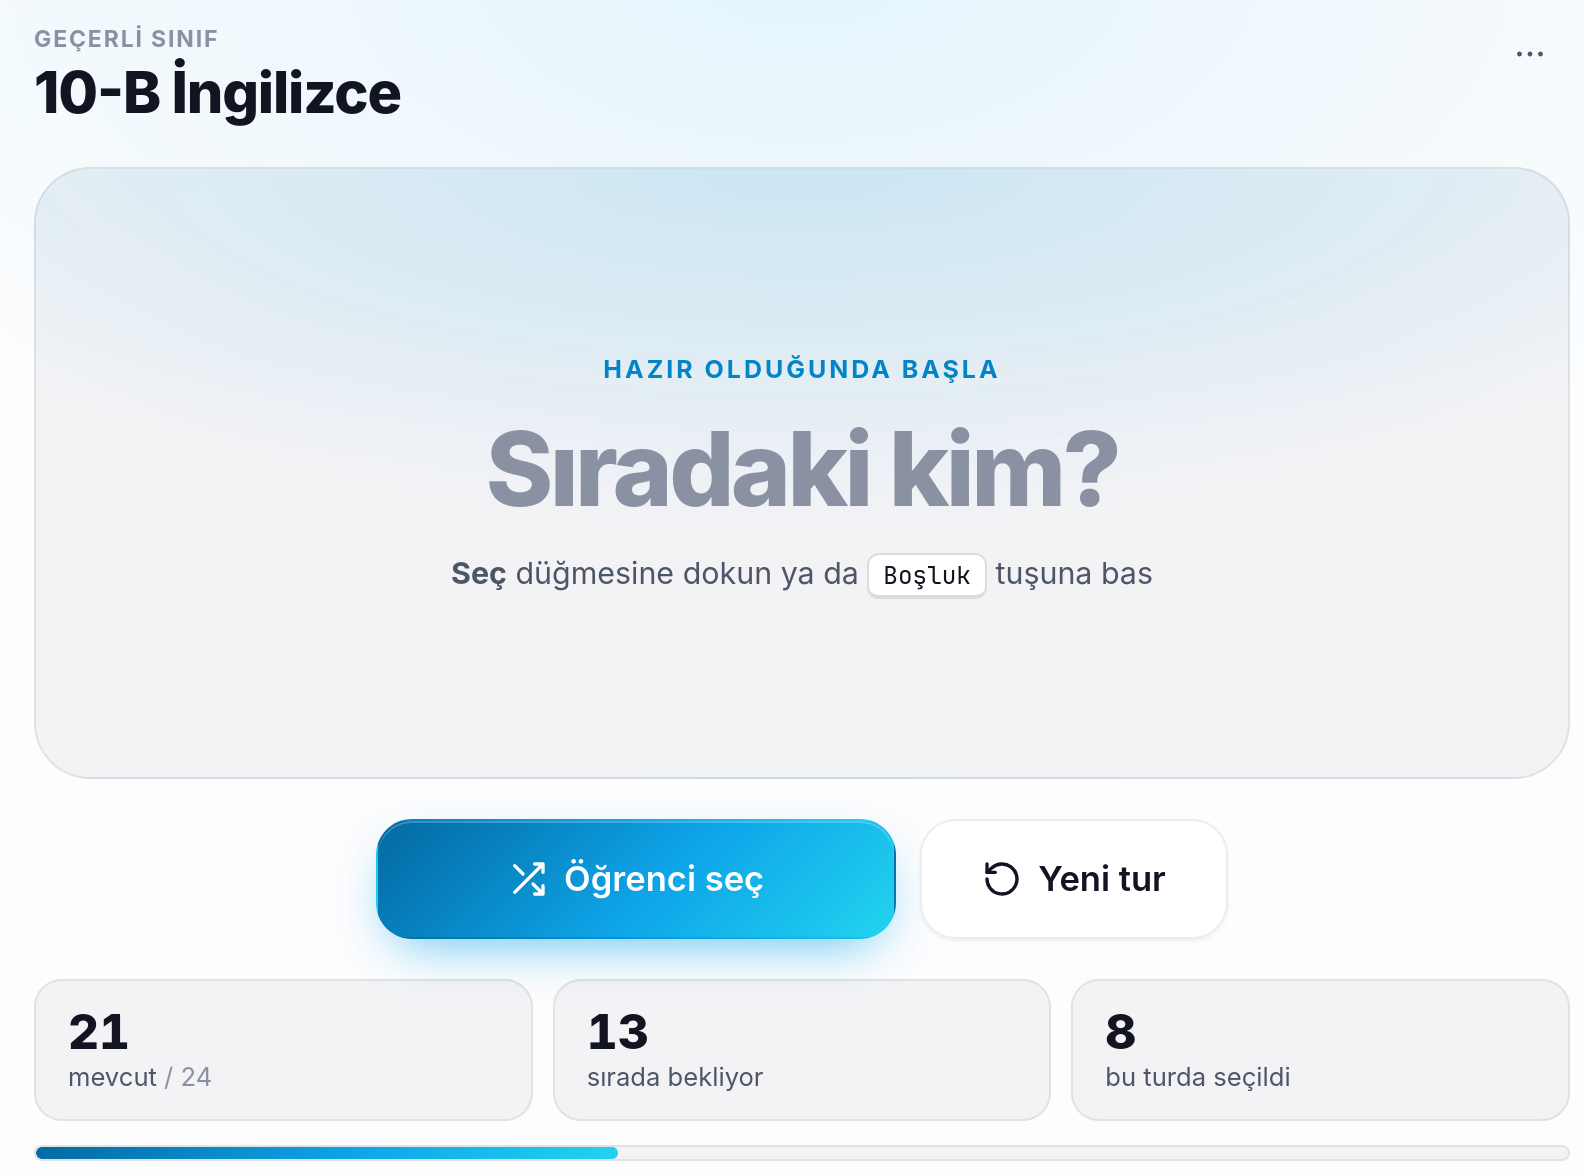 GEÇERLİ SINIF
10-B İngilizce
HAZIR OLDUĞUNDA BAŞLA
Sıradaki kim?
Seç düğmesine dokun ya da Boşluk tuşuna bas
Öğrenci seç
Yeni tur
21
mevcut / 24
13
sırada bekliyor
8
bu turda seçildi